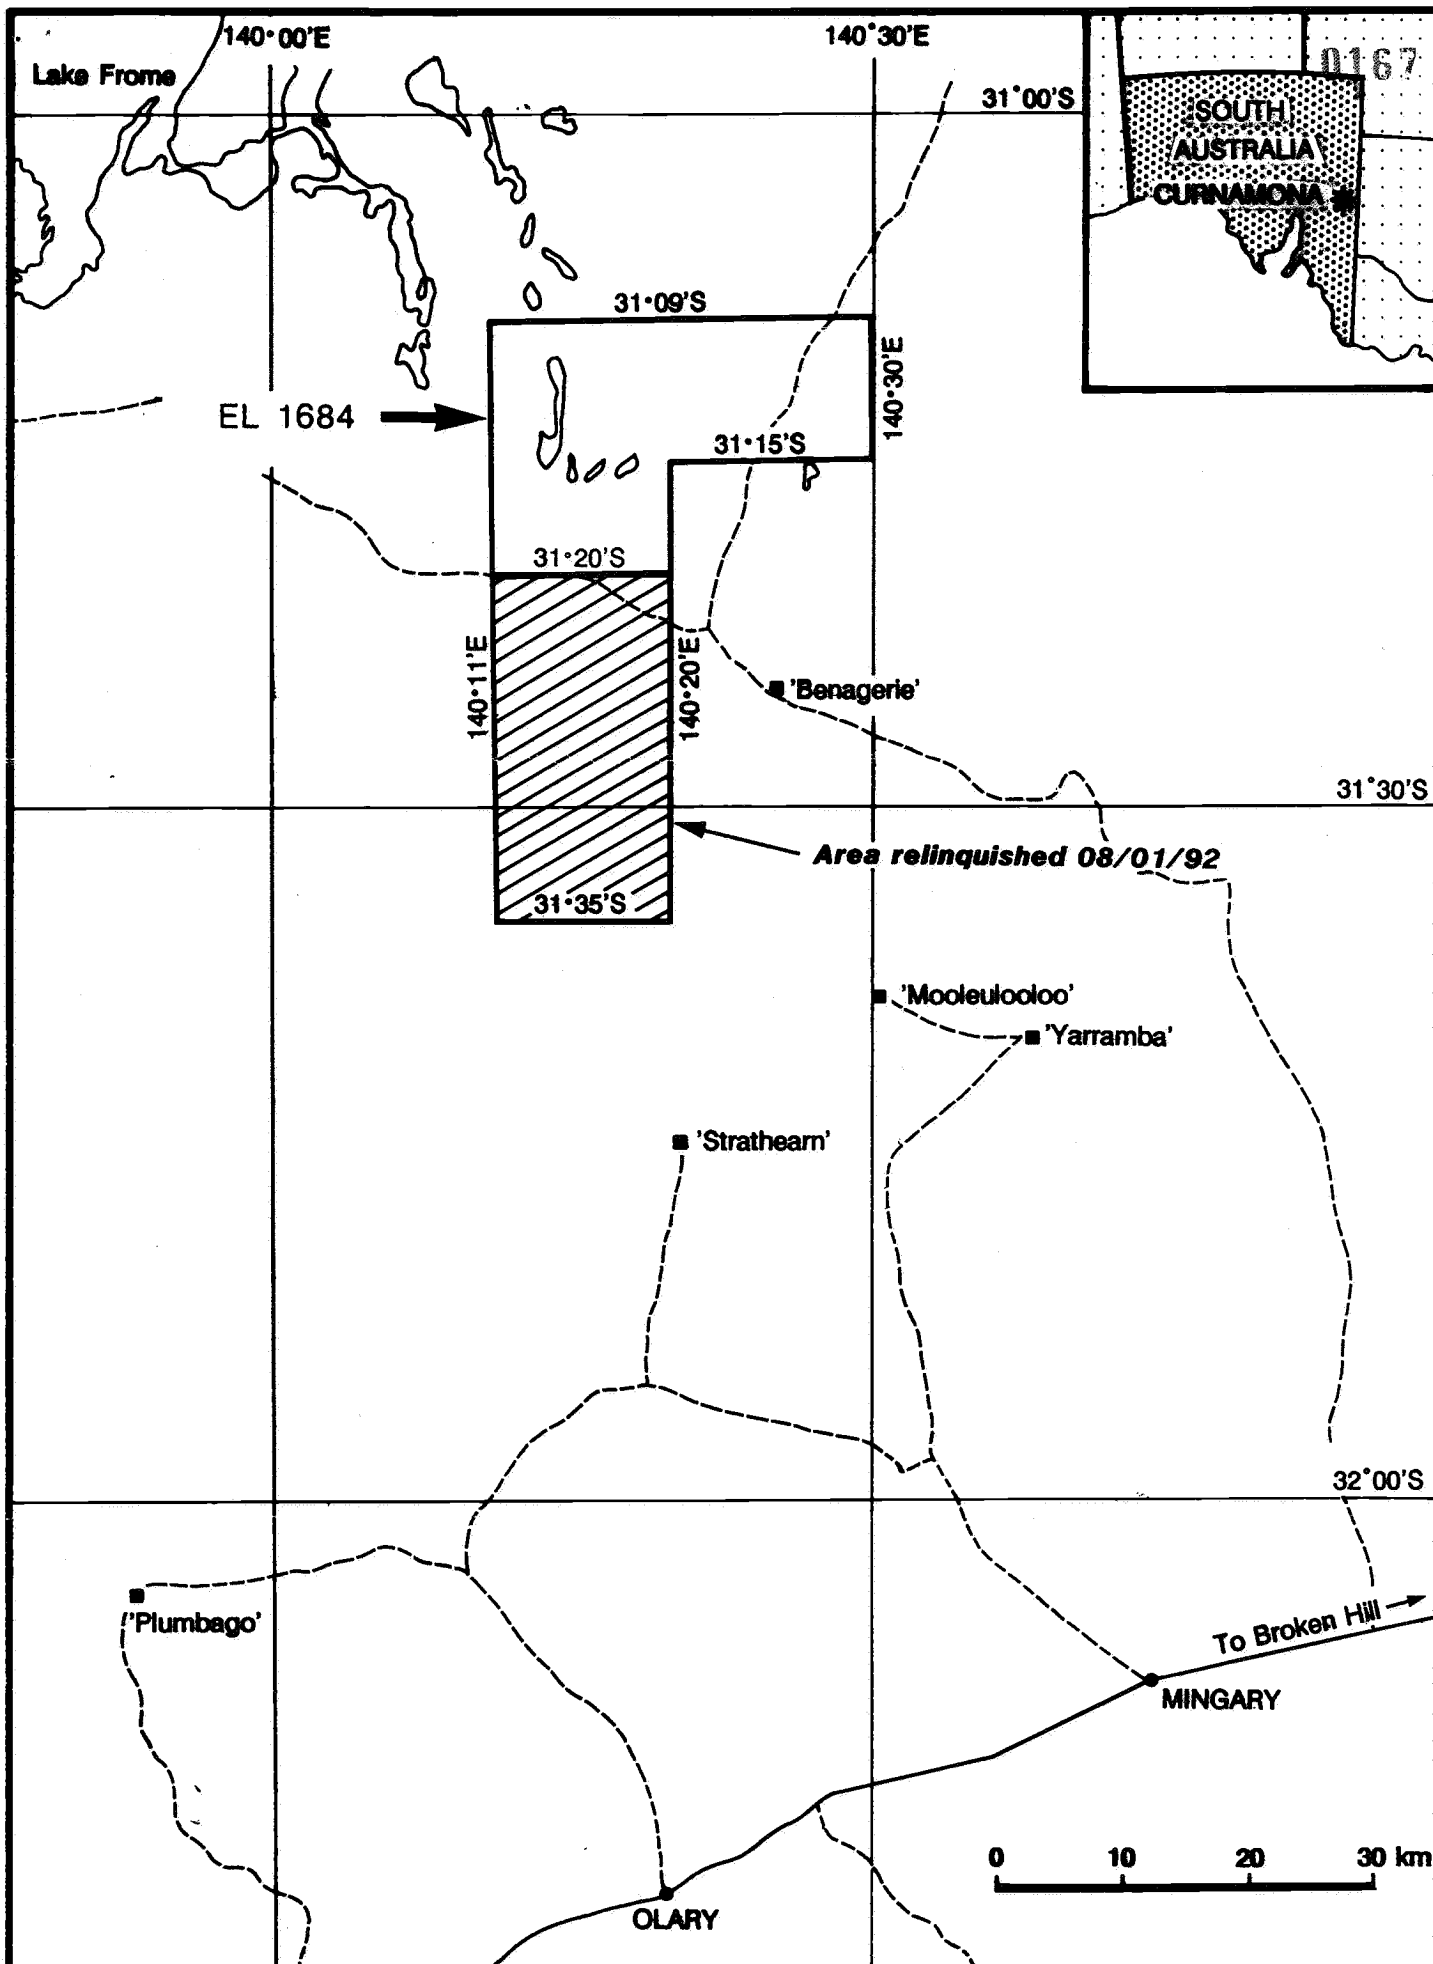 140°00'E
140°30'E
Lake Frome
31°00'S
0167
SOUTH
AUSTRALIA
CURNAMONA
31°09'S
140°30'E
EL 1684
31°15'S
31°20'S
140°11'E
140°20'E
'Benagerie'
31°30'S
Area relinquished 08/01/92
31°35'S
'Mooleulooloo'
'Yarramba'
'Strathearn'
32°00'S
'Plumbago'
To Broken Hill
MINGARY
0 10 20 30 km
OLARY